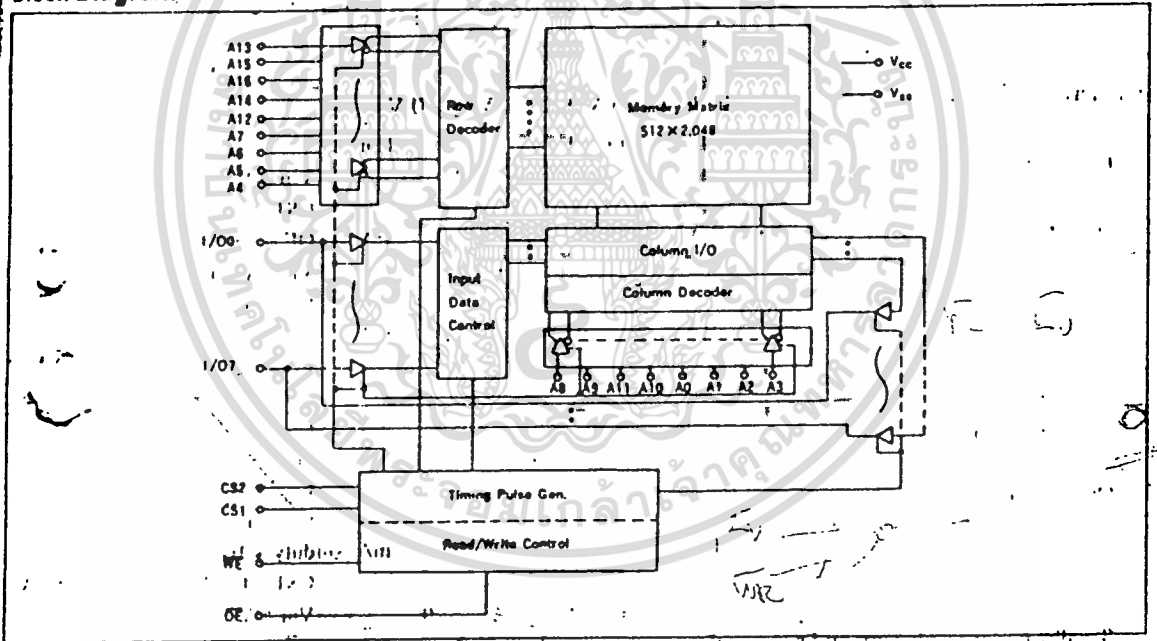 Block Diagram
A13
A15
A16
A14
A12
A7
A6
A5
A4
Row
Decoder
Memory Matrix
512 × 2,048
Vcc
Vss
I/O0
I/O7
Input
Data
Control
Column I/O
Column Decoder
A8 A9 A11 A10 A0 A1 A2 A3
CS2
CS1
WE
OE
Timing Pulse Gen.
Read/Write Control